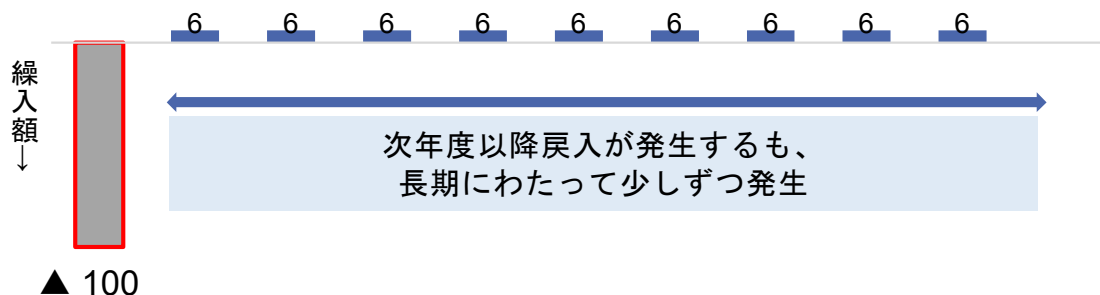 6 6 6 6 6 6 6 6 6
繰入額↓
次年度以降戻入が発生するも、
長期にわたって少しずつ発生
▲ 100